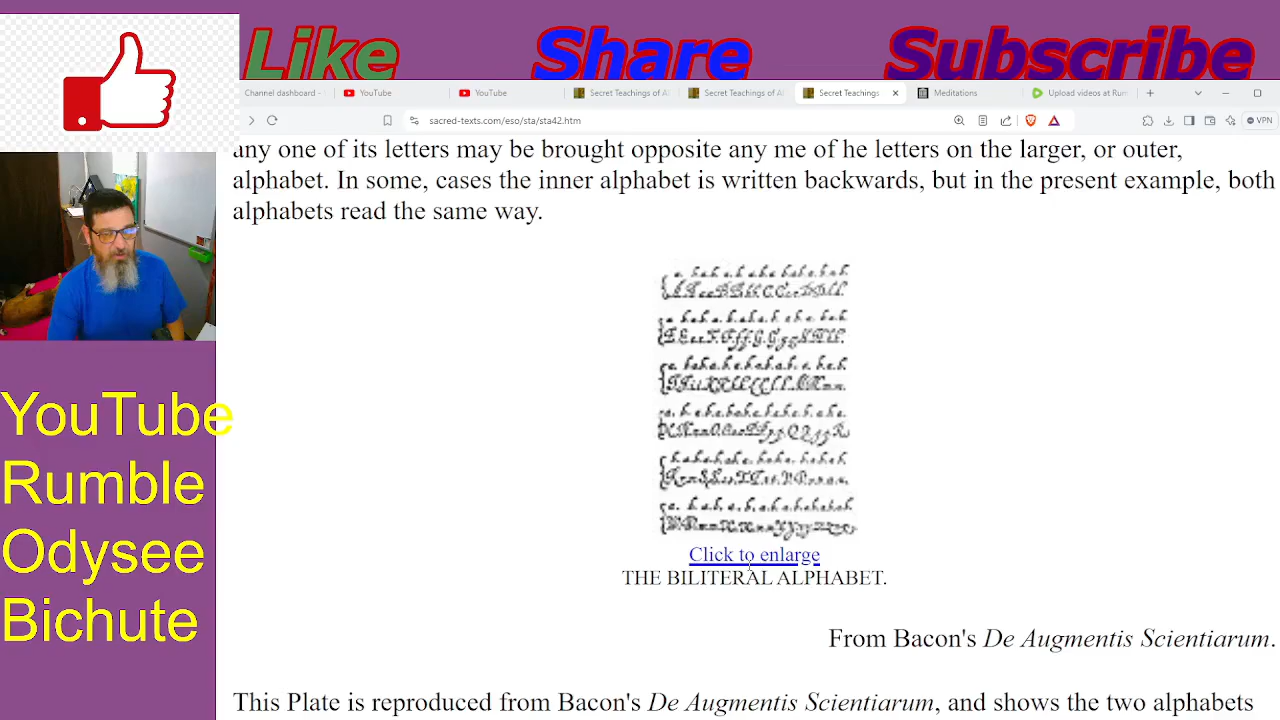 Like Share Subscribe
Channel dashboard - YouTube YouTube Secret Teachings of A Secret Teachings of A Secret Teachings Meditations Upload videos at Rum
sacred-texts.com/eso/sta/sta42.htm VPN
any one of its letters may be brought opposite any me of he letters on the larger, or outer,
alphabet. In some, cases the inner alphabet is written backwards, but in the present example, both
alphabets read the same way.
Click to enlarge
THE BILITERAL ALPHABET.
From Bacon's De Augmentis Scientiarum.
This Plate is reproduced from Bacon's De Augmentis Scientiarum, and shows the two alphabets
YouTube
Rumble
Odysee
Bichute